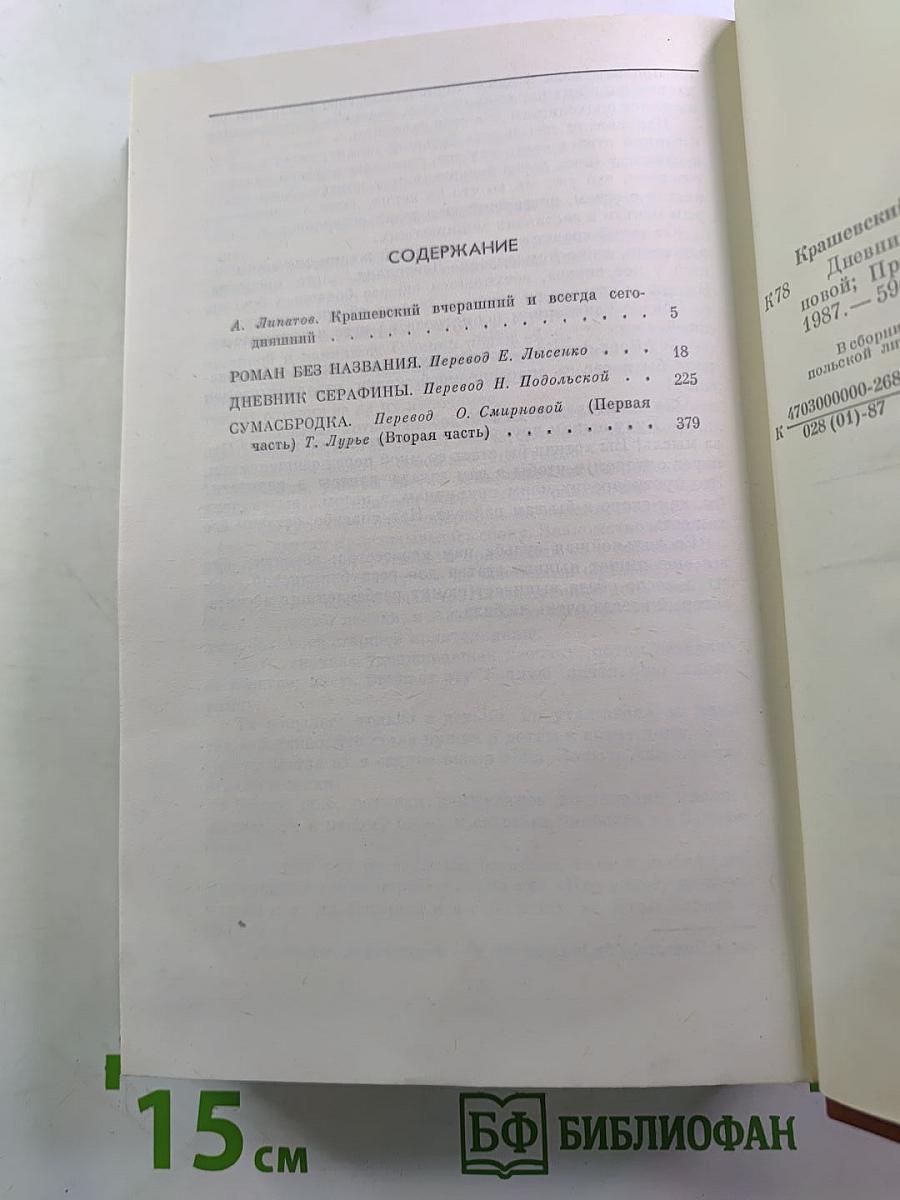 СОДЕРЖАНИЕ
А. Липатов. Крашевский вчерашний и всегда сего-
дняшний . . . . . . . . . . . . . . . . . 5
РОМАН БЕЗ НАЗВАНИЯ. Перевод Е. Лысенко . . . 18
ДНЕВНИК СЕРАФИНЫ. Перевод Н. Подольской . . 225
СУМАСБРОДКА. Перевод О. Смирновой (Первая
часть) Т. Лурье (Вторая часть) . . . . . . . . 379
Крашевский
К78
Дневни
новой; Пр
1987.— 59
В сборни
польской ли
К 4703000000-268
028 (01)-87
15 см
БФ БИБЛИОФАН